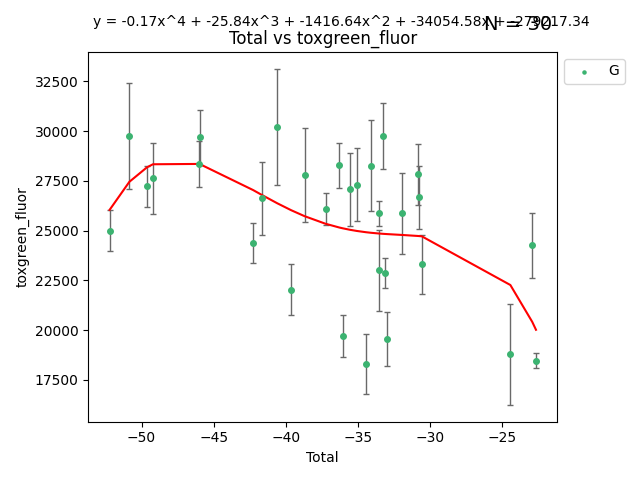 y = -0.17x^4 + -25.84x^3 + -1416.64x^2 + -34054.58x + -279217.34
N = 30
Total vs toxgreen_fluor
G
toxgreen_fluor
32500
30000
27500
25000
22500
20000
17500
−50
−45
−40
−35
−30
−25
Total